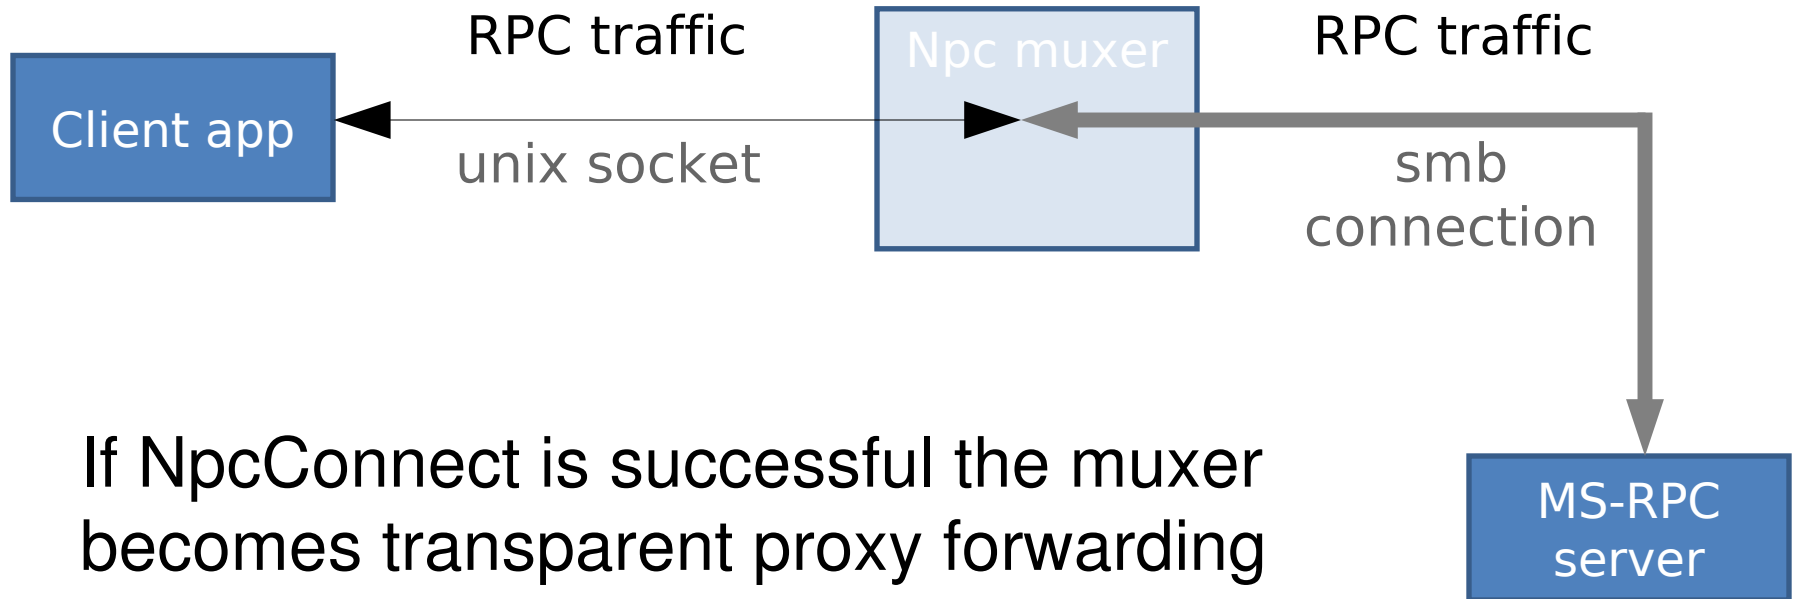 RPC traffic
Npc muxer
RPC traffic
Client app
unix socket
smb
connection
If NpcConnect is successful the muxer
becomes transparent proxy forwarding
MS-RPC
server